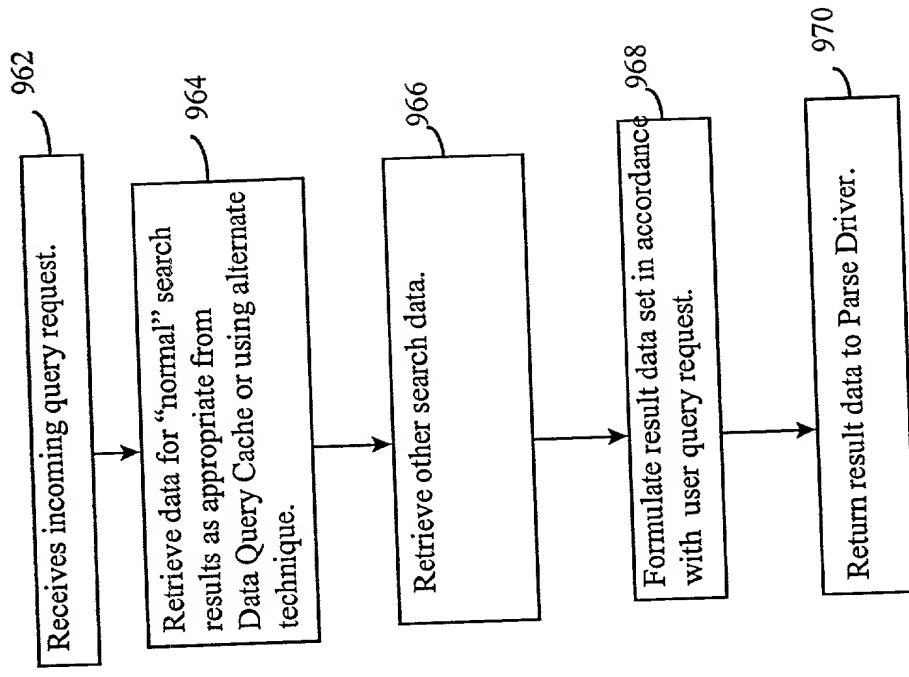 962
Receives incoming query request.
964
Retrieve data for “normal” search
results as appropriate from
Data Query Cache or using alternate
technique.
966
Retrieve other search data.
968
Formulate result data set in accordance
with user query request.
970
Return result data to Parse Driver.